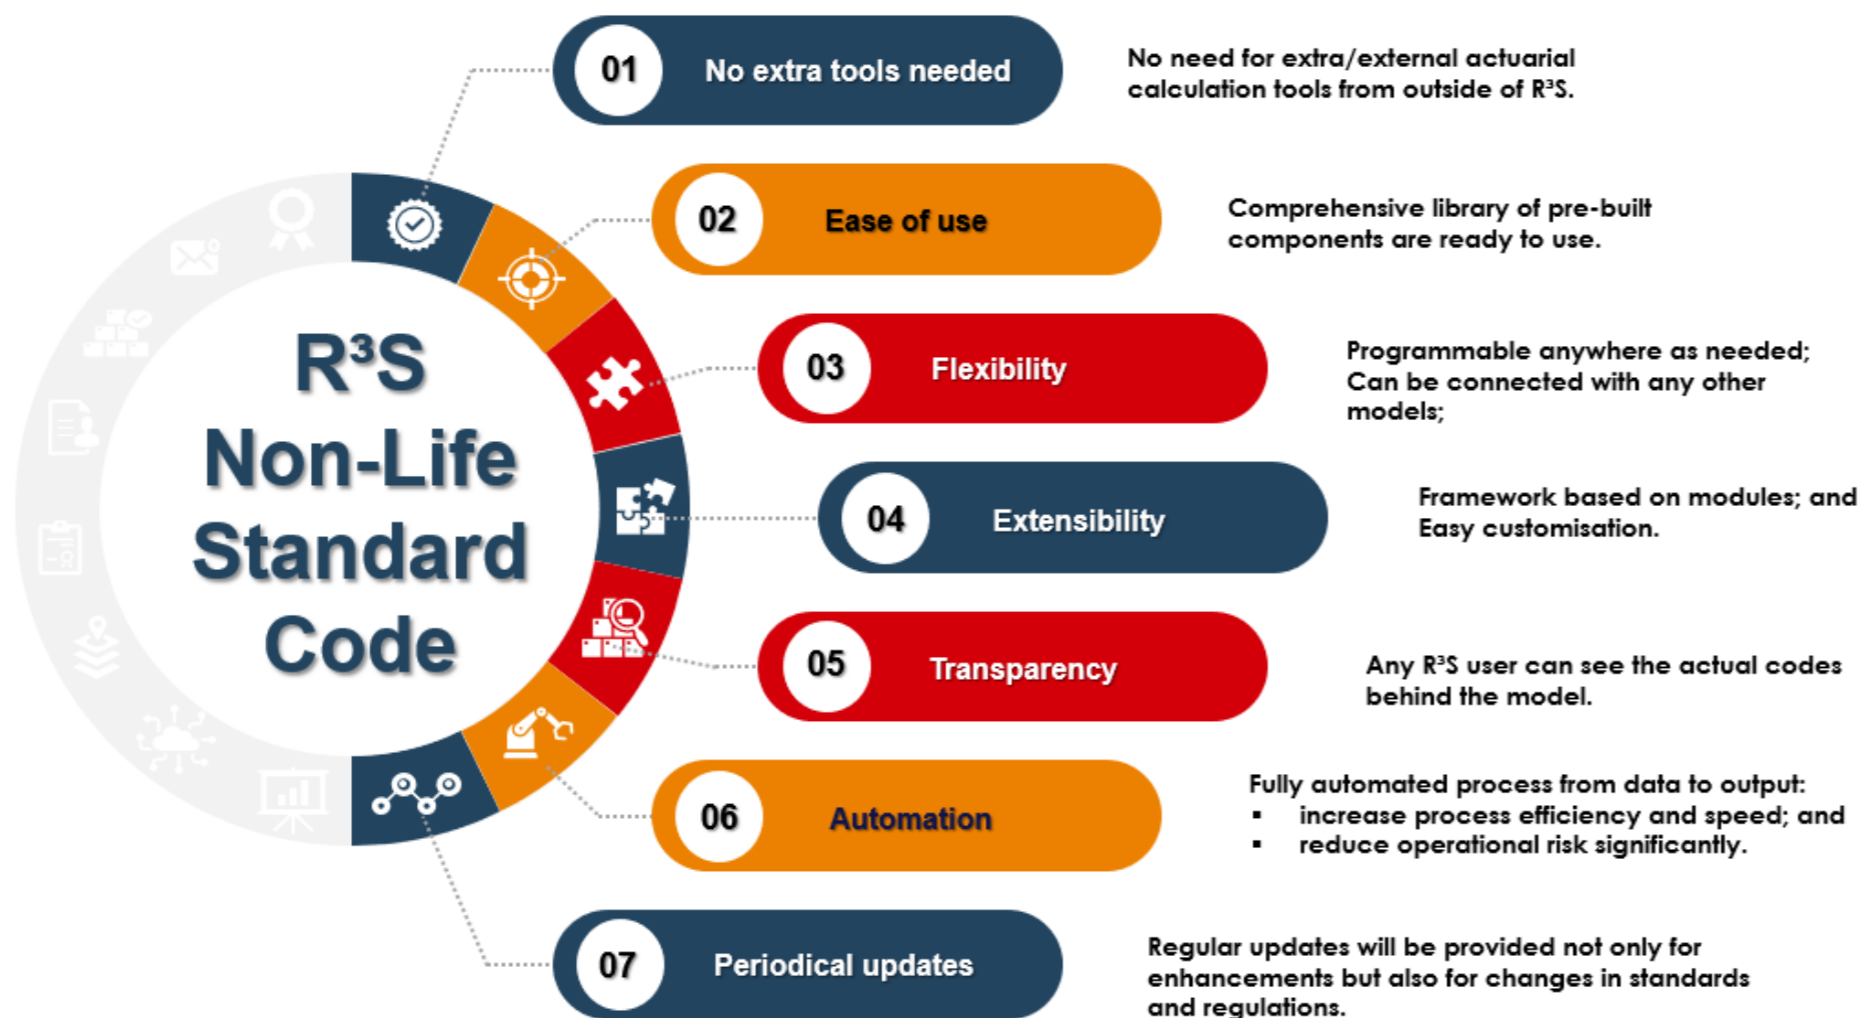 R³S
Non-Life
Standard
Code
01
No extra tools needed
No need for extra/external actuarial
calculation tools from outside of R³S.
02
Ease of use
Comprehensive library of pre-built
components are ready to use.
03
Flexibility
Programmable anywhere as needed;
Can be connected with any other
models;
04
Extensibility
Framework based on modules; and
Easy customisation.
05
Transparency
Any R³S user can see the actual codes
behind the model.
06
Automation
Fully automated process from data to output:
▪ increase process efficiency and speed; and
▪ reduce operational risk significantly.
07
Periodical updates
Regular updates will be provided not only for
enhancements but also for changes in standards
and regulations.